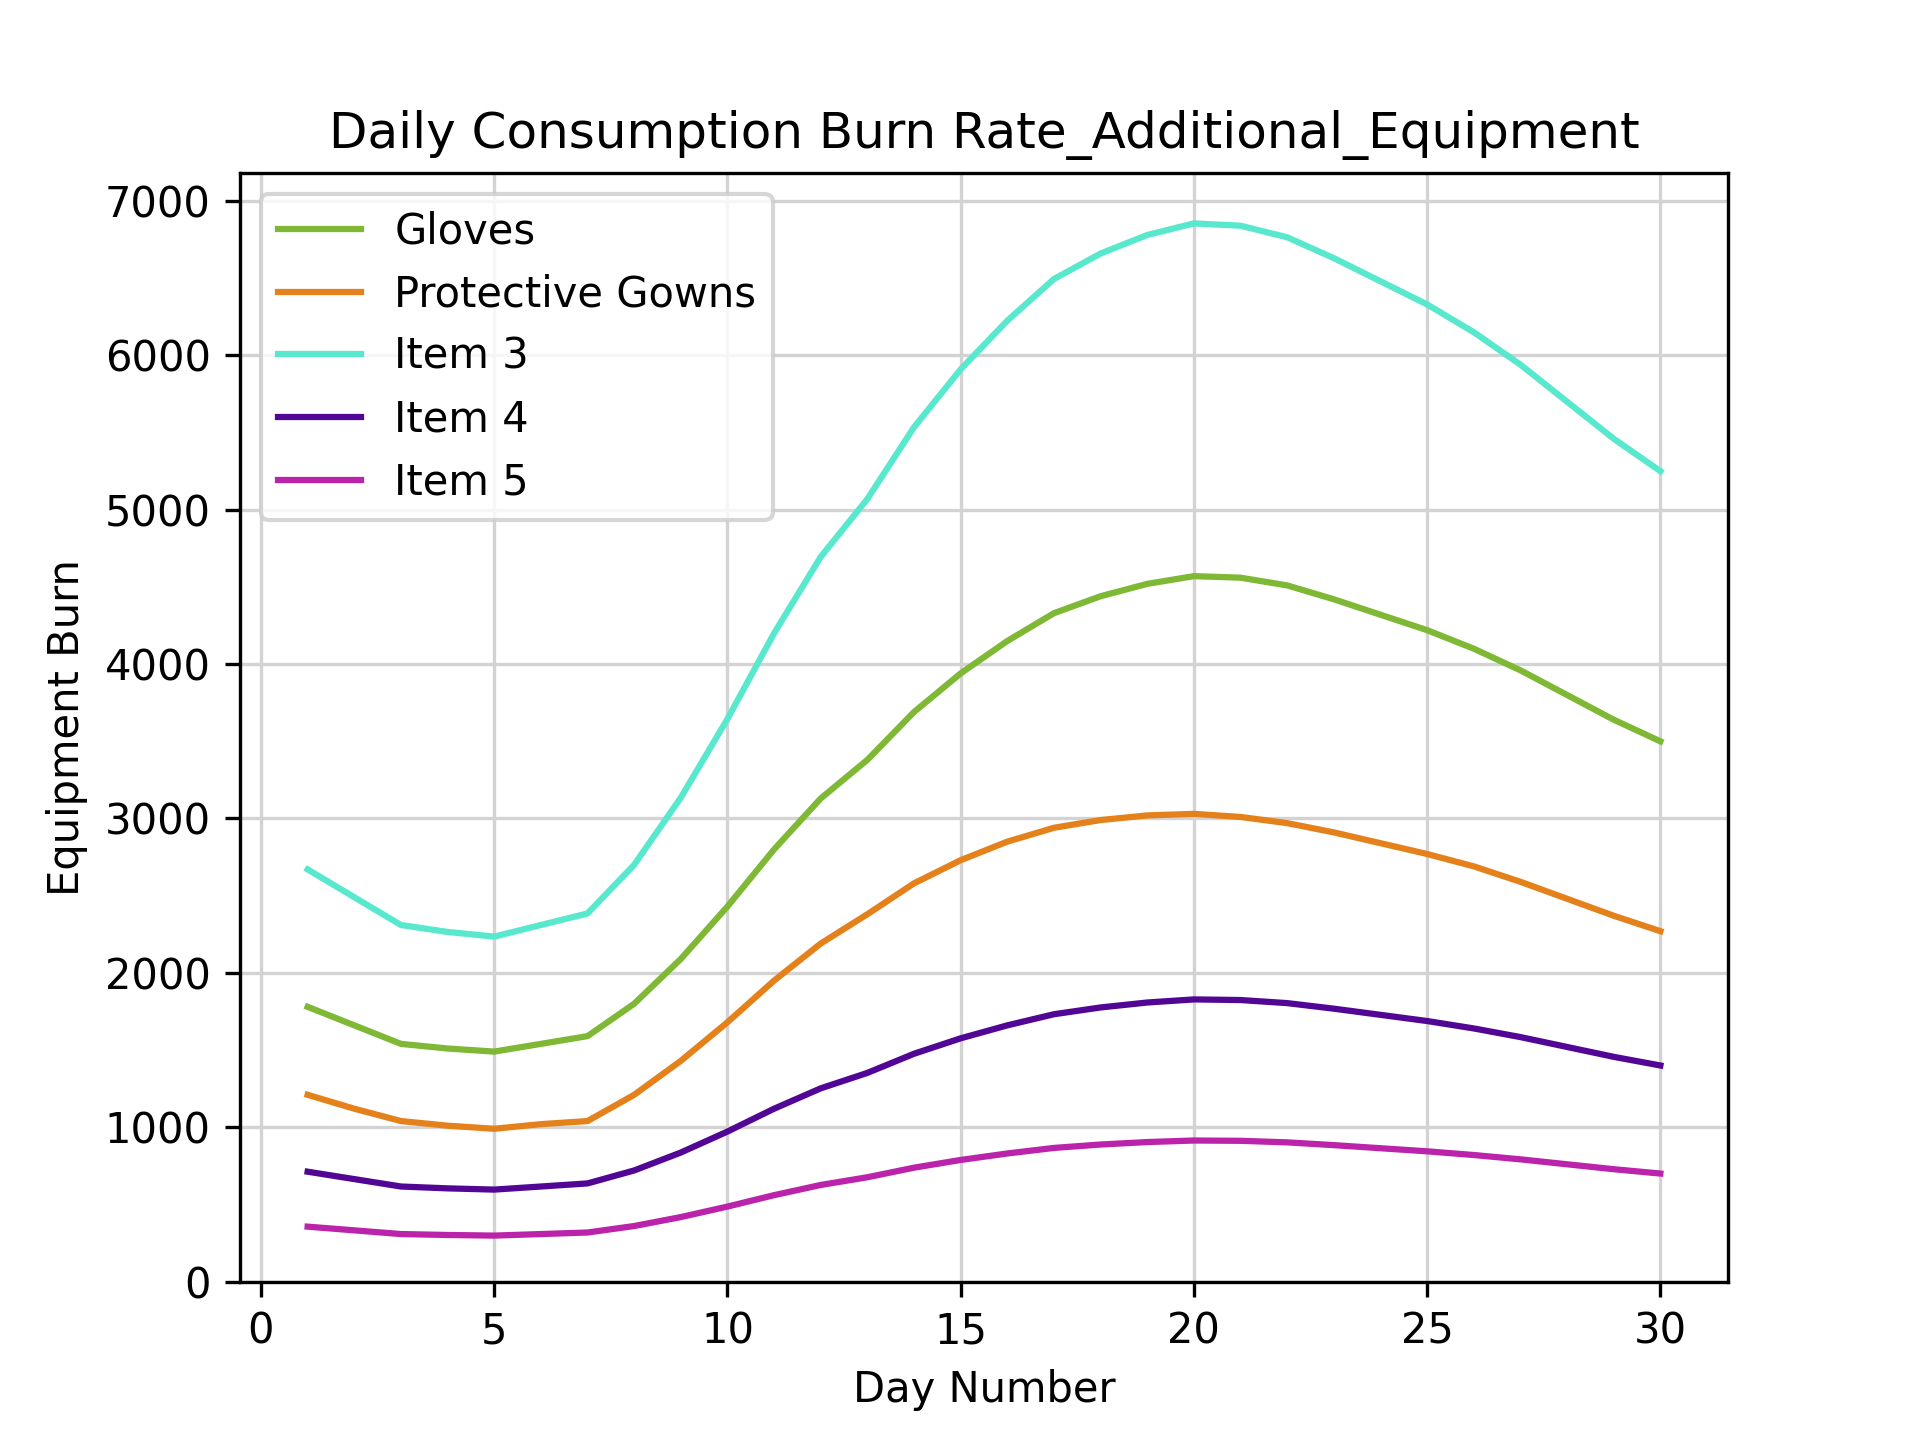 Daily Consumption Burn Rate_Additional_Equipment
Gloves
Protective Gowns
Item 3
Item 4
Item 5
Equipment Burn
7000
6000
5000
4000
3000
2000
1000
0
0 5 10 15 20 25 30
Day Number